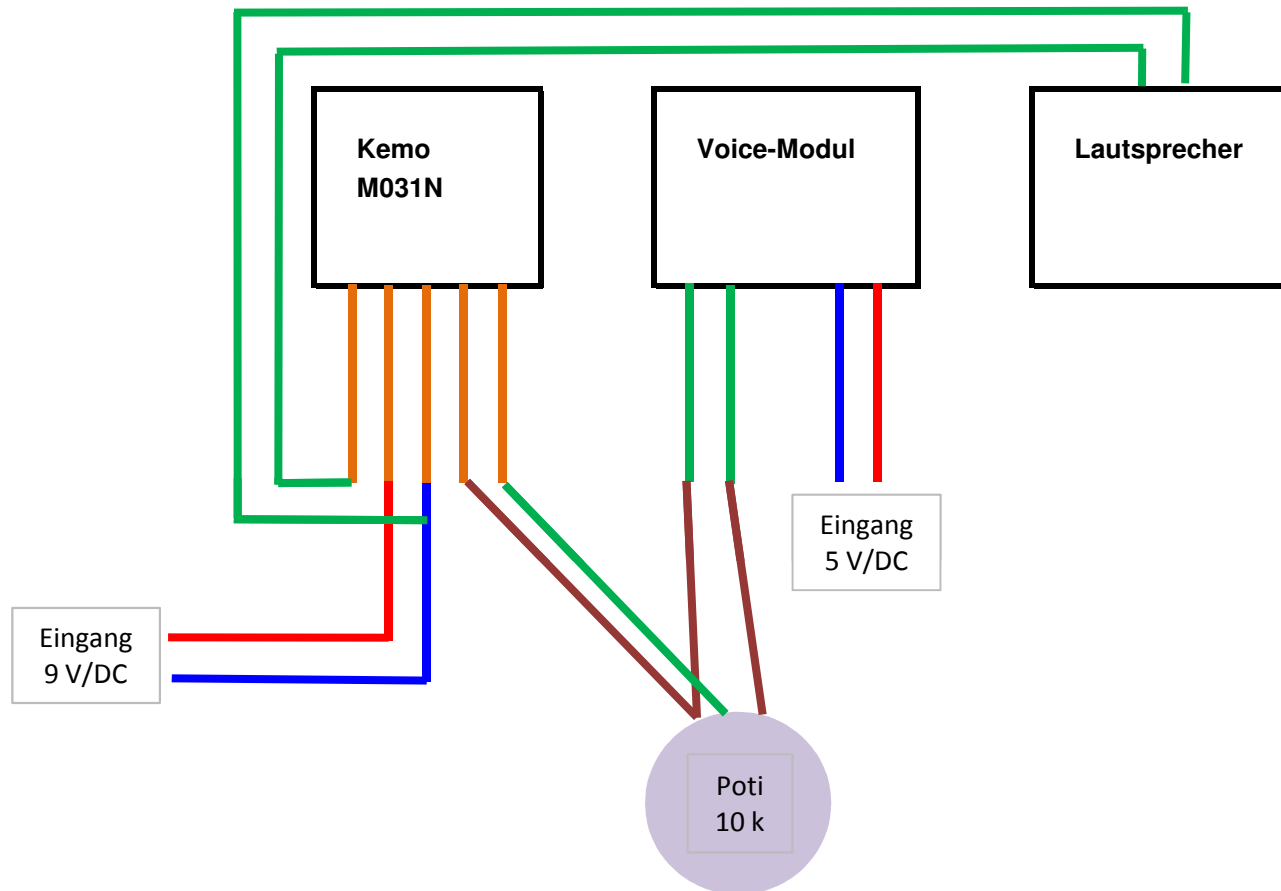 Kemo
M031N
Voice-Modul
Lautsprecher
Eingang
5 V/DC
Eingang
9 V/DC
Poti
10 k